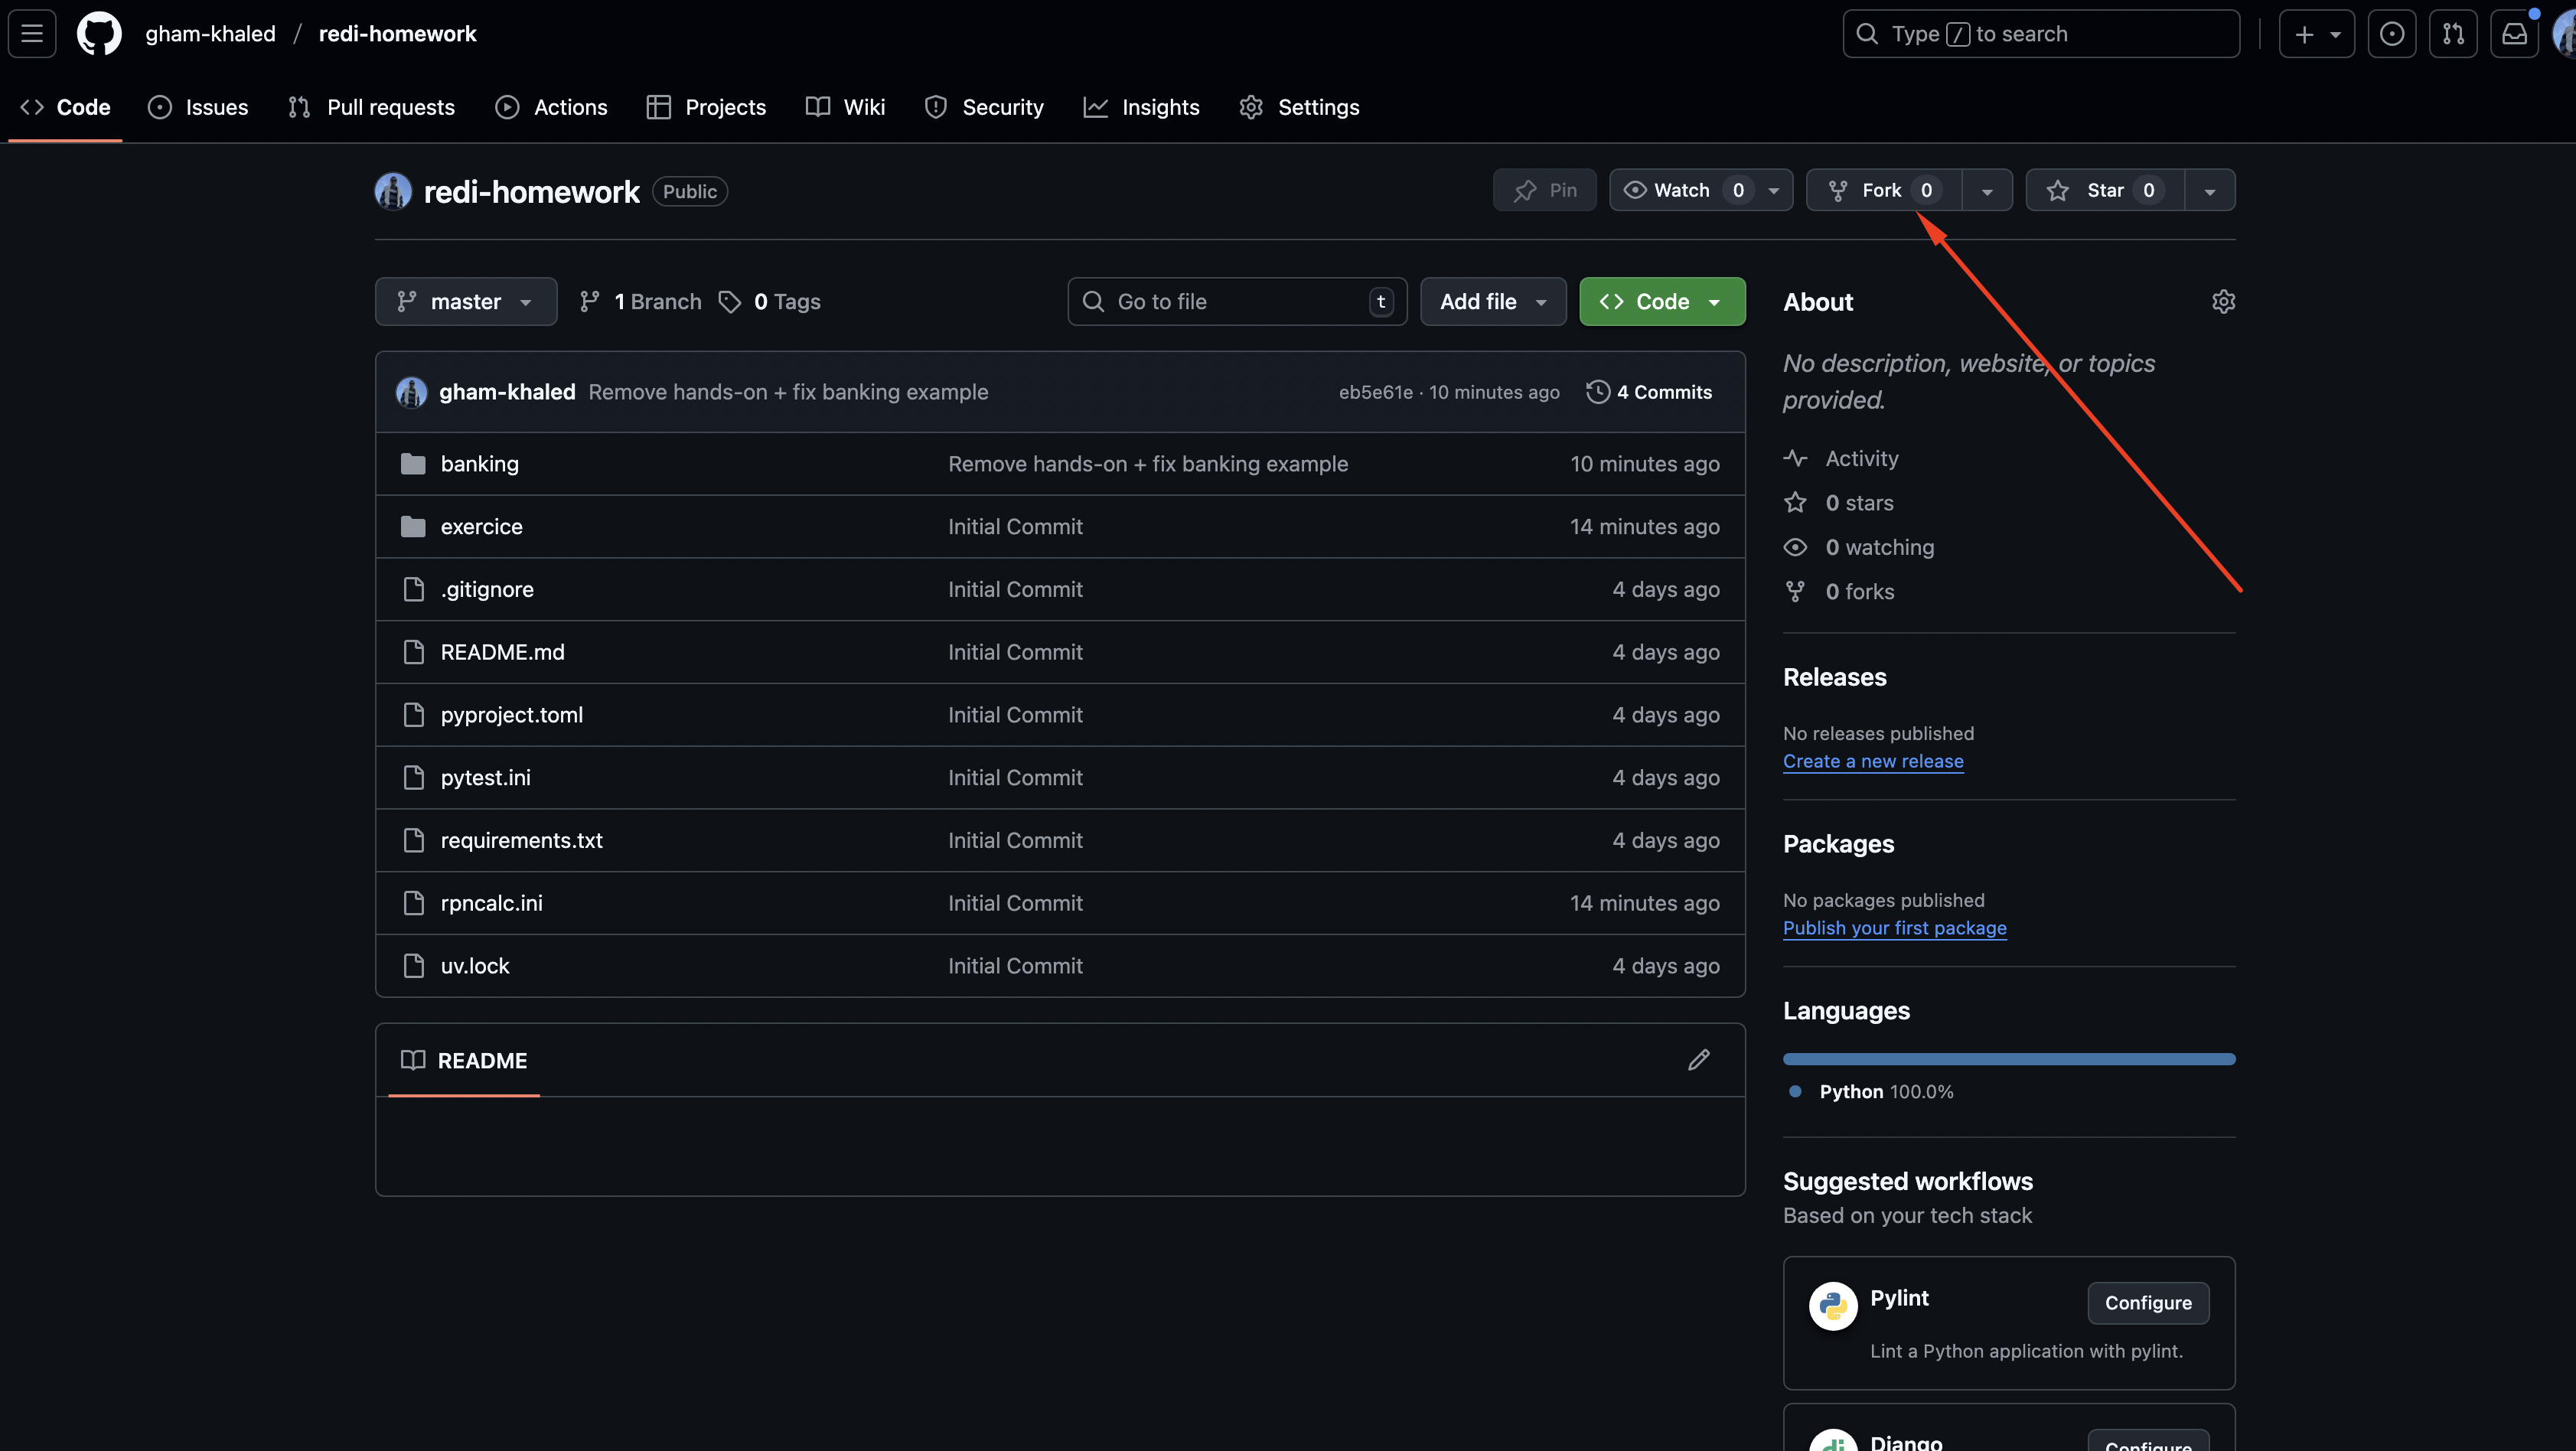 gham-khaled / redi-homework
Type / to search
Code Issues Pull requests Actions Projects Wiki Security Insights Settings
redi-homework Public
Pin Watch 0 Fork 0 Star 0
master 1 Branch 0 Tags
Go to file t Add file Code
gham-khaled Remove hands-on + fix banking example eb5e61e · 10 minutes ago 4 Commits
banking Remove hands-on + fix banking example 10 minutes ago
exercice Initial Commit 14 minutes ago
.gitignore Initial Commit 4 days ago
README.md Initial Commit 4 days ago
pyproject.toml Initial Commit 4 days ago
pytest.ini Initial Commit 4 days ago
requirements.txt Initial Commit 4 days ago
rpncalc.ini Initial Commit 14 minutes ago
uv.lock Initial Commit 4 days ago
README
About
No description, website, or topics
provided.
Activity
0 stars
0 watching
0 forks
Releases
No releases published
Create a new release
Packages
No packages published
Publish your first package
Languages
Python 100.0%
Suggested workflows
Based on your tech stack
Pylint Configure
Lint a Python application with pylint.
dj Django Configure